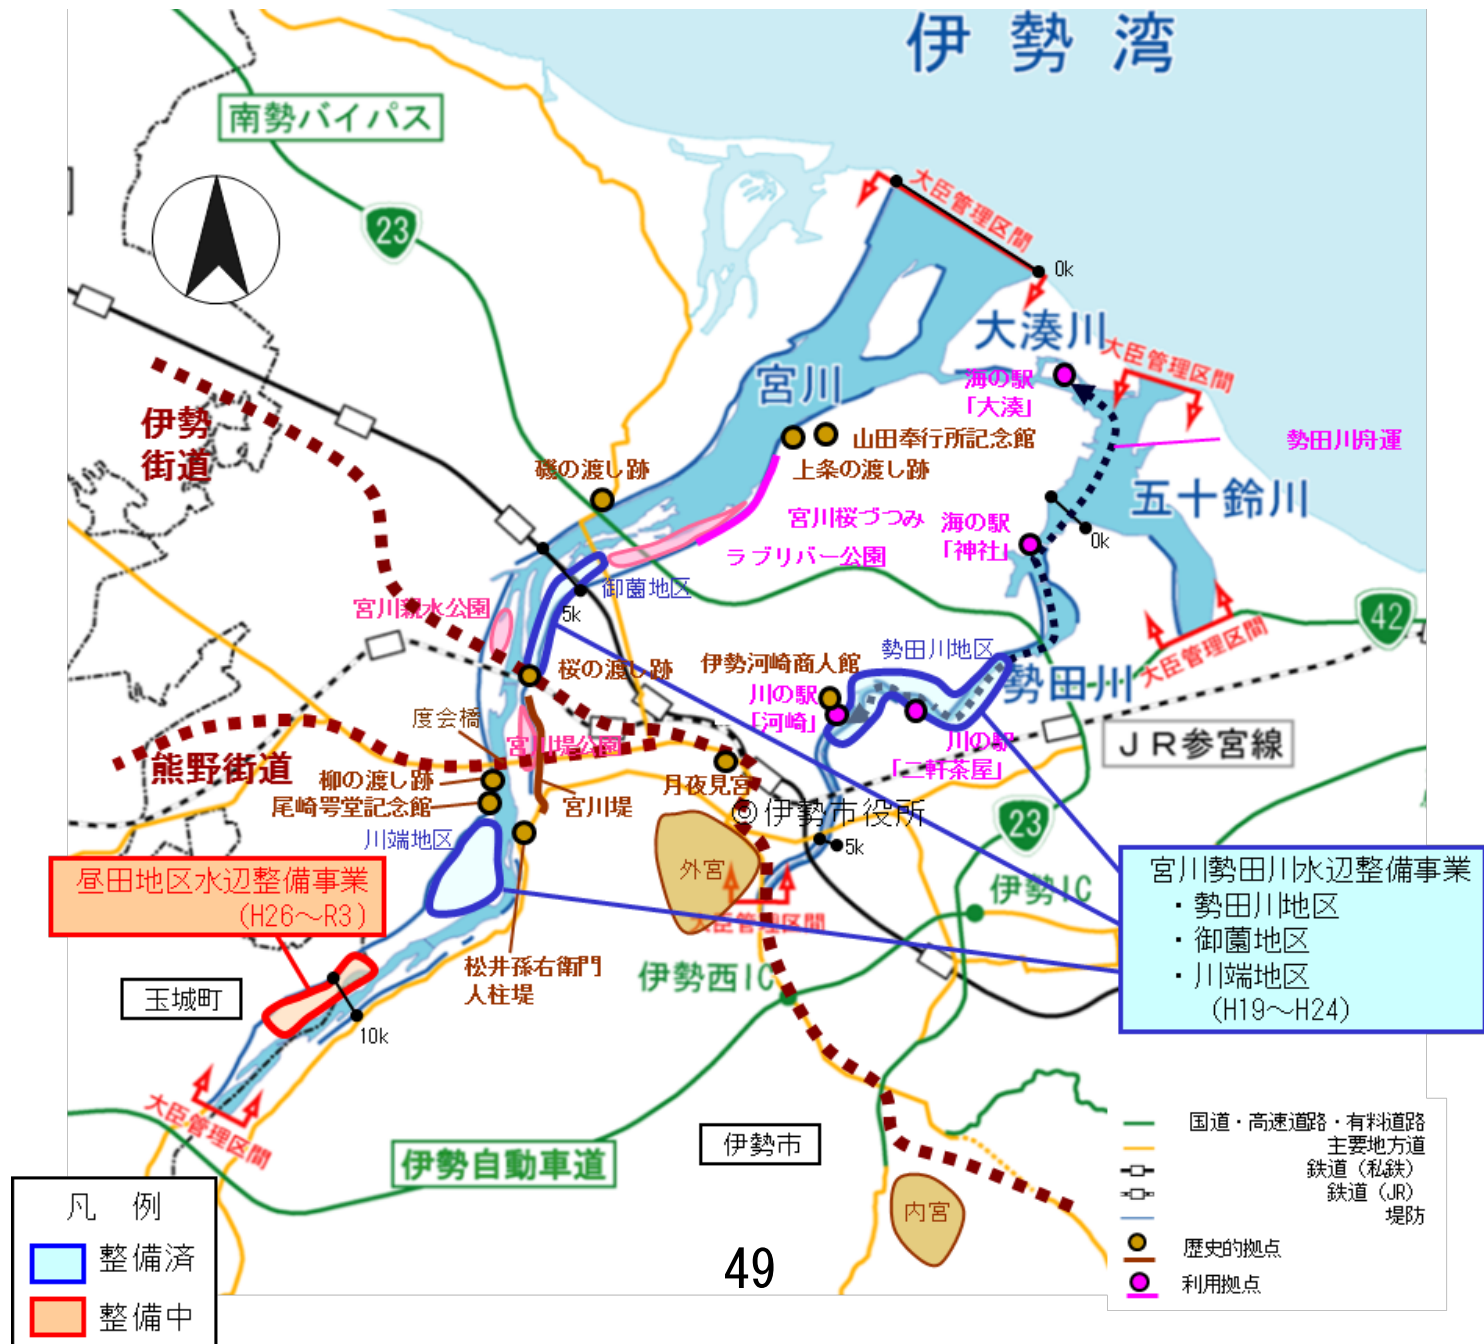 伊勢湾
南勢バイパス
23
大臣管理区間
0k
大湊川
大臣管理区間
宮川
海の駅
「大湊」
伊勢
街道
山田奉行所記念館
勢田川舟運
磯の渡し跡
上条の渡し跡
五十鈴川
宮川桜づつみ
海の駅
「神社」
0k
ラブリバー公園
御薗地区
5k
宮川親水公園
42
大臣管理区間
勢田川地区
伊勢河崎商人館
桜の渡し跡
川の駅
「河崎」
勢田川
度会橋
宮川堤公園
川の駅
「二軒茶屋」
JR参宮線
熊野街道
柳の渡し跡
月夜見宮
尾崎咢堂記念館
宮川堤
◎伊勢市役所
23
川端地区
5k
昼田地区水辺整備事業
(H26～R3)
外宮
伊勢IC
宮川勢田川水辺整備事業
・勢田川地区
・御薗地区
・川端地区
(H19～H24)
大臣管理区間
松井孫右衛門
人柱堤
伊勢西IC
玉城町
10k
大臣管理区間
伊勢市
伊勢自動車道
国道・高速道路・有料道路
主要地方道
鉄道（私鉄）
鉄道（JR）
堤防
歴史的拠点
利用拠点
内宮
凡例
整備済
整備中
49